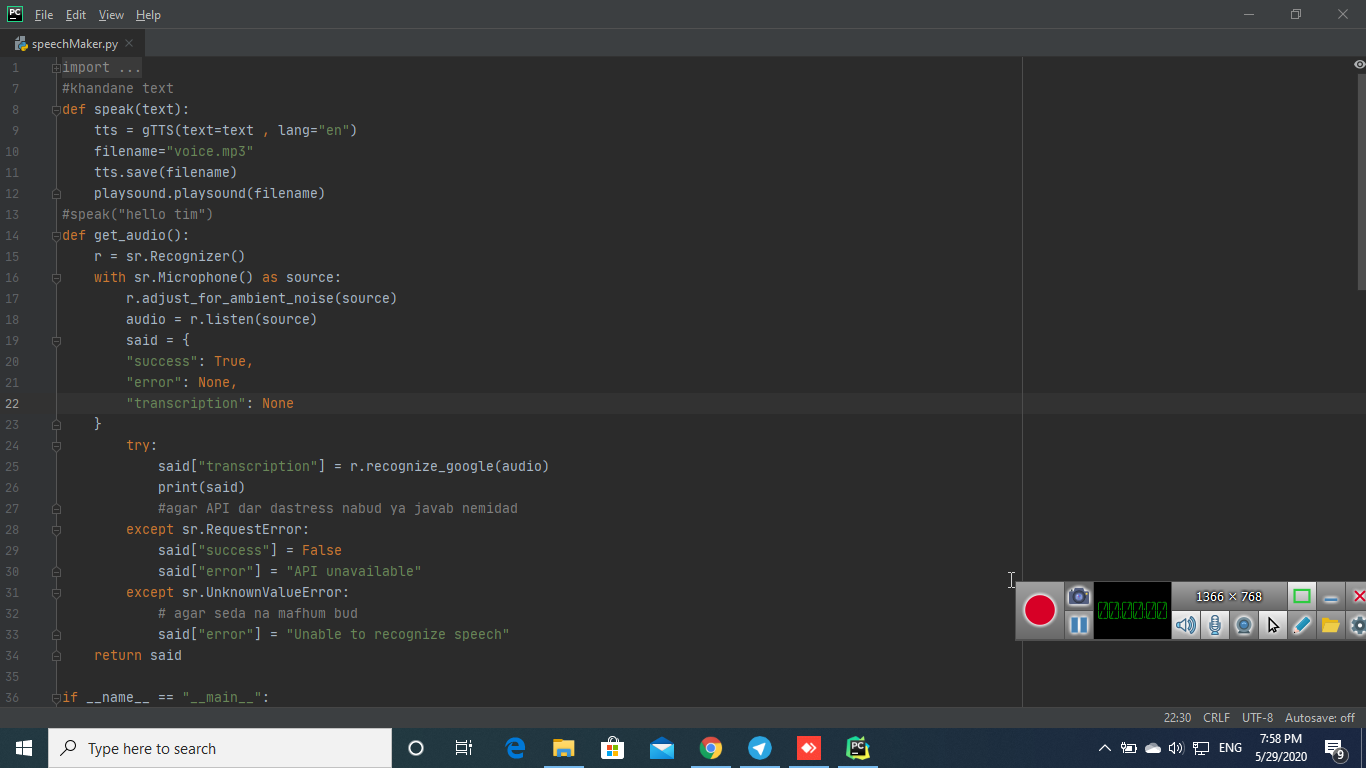 PC File Edit View Help
speechMaker.py
1 import ...
7 #khandane text
8 def speak(text):
9 tts = gTTS(text=text , lang="en")
10 filename="voice.mp3"
11 tts.save(filename)
12 playsound.playsound(filename)
13 #speak("hello tim")
14 def get_audio():
15 r = sr.Recognizer()
16 with sr.Microphone() as source:
17 r.adjust_for_ambient_noise(source)
18 audio = r.listen(source)
19 said = {
20 "success": True,
21 "error": None,
22 "transcription": None
23 }
24 try:
25 said["transcription"] = r.recognize_google(audio)
26 print(said)
27 #agar API dar dastress nabud ya javab nemidad
28 except sr.RequestError:
29 said["success"] = False
30 said["error"] = "API unavailable"
31 except sr.UnknownValueError:
32 # agar seda na mafhum bud
33 said["error"] = "Unable to recognize speech"
34 return said
35
36 if __name__ == "__main__":
1366 × 768
22:30 CRLF UTF-8 Autosave: off
Type here to search
PC
ENG
7:58 PM
5/29/2020
9